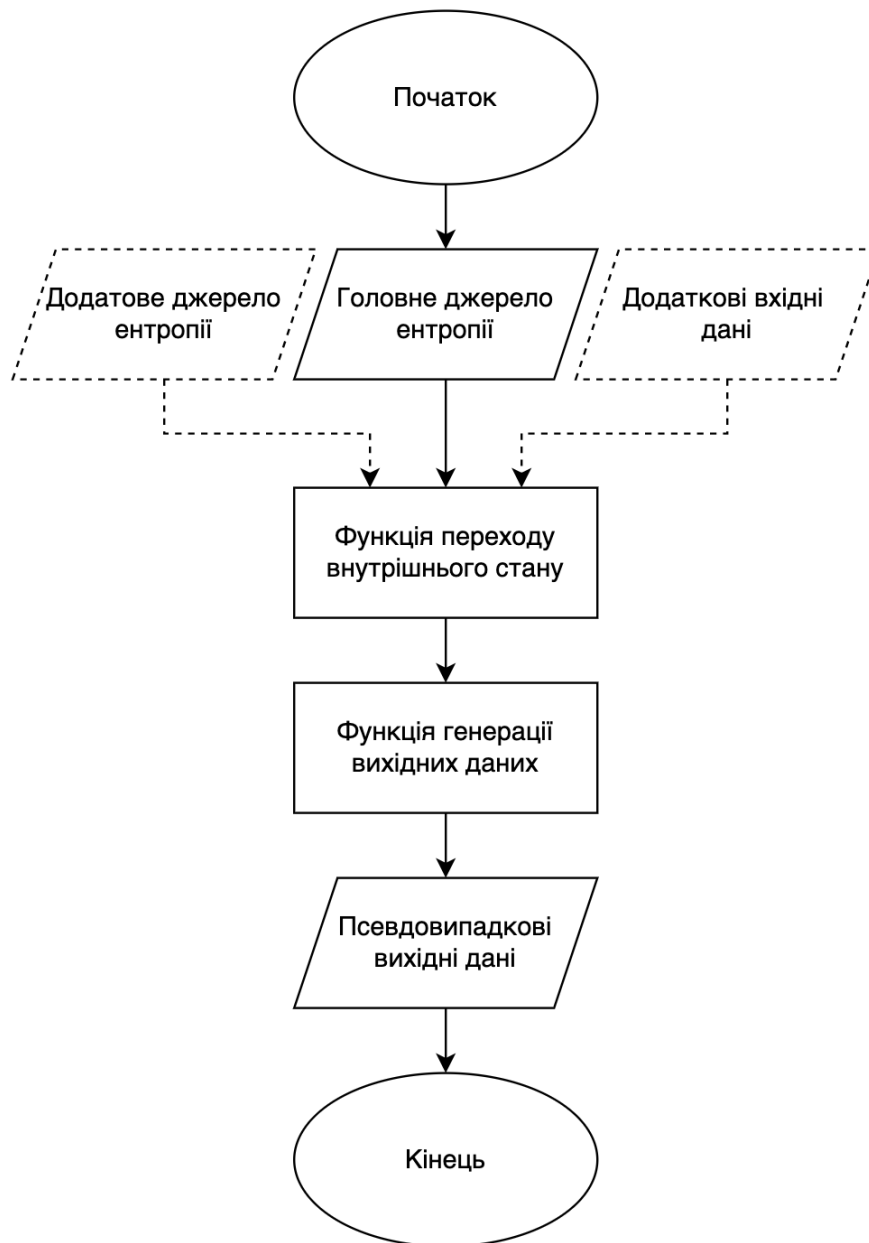 Початок
Додатове джерело
ентропії
Головне джерело
ентропії
Додаткові вхідні
дані
Функція переходу
внутрішнього стану
Функція генерації
вихідних даних
Псевдовипадкові
вихідні дані
Кінець